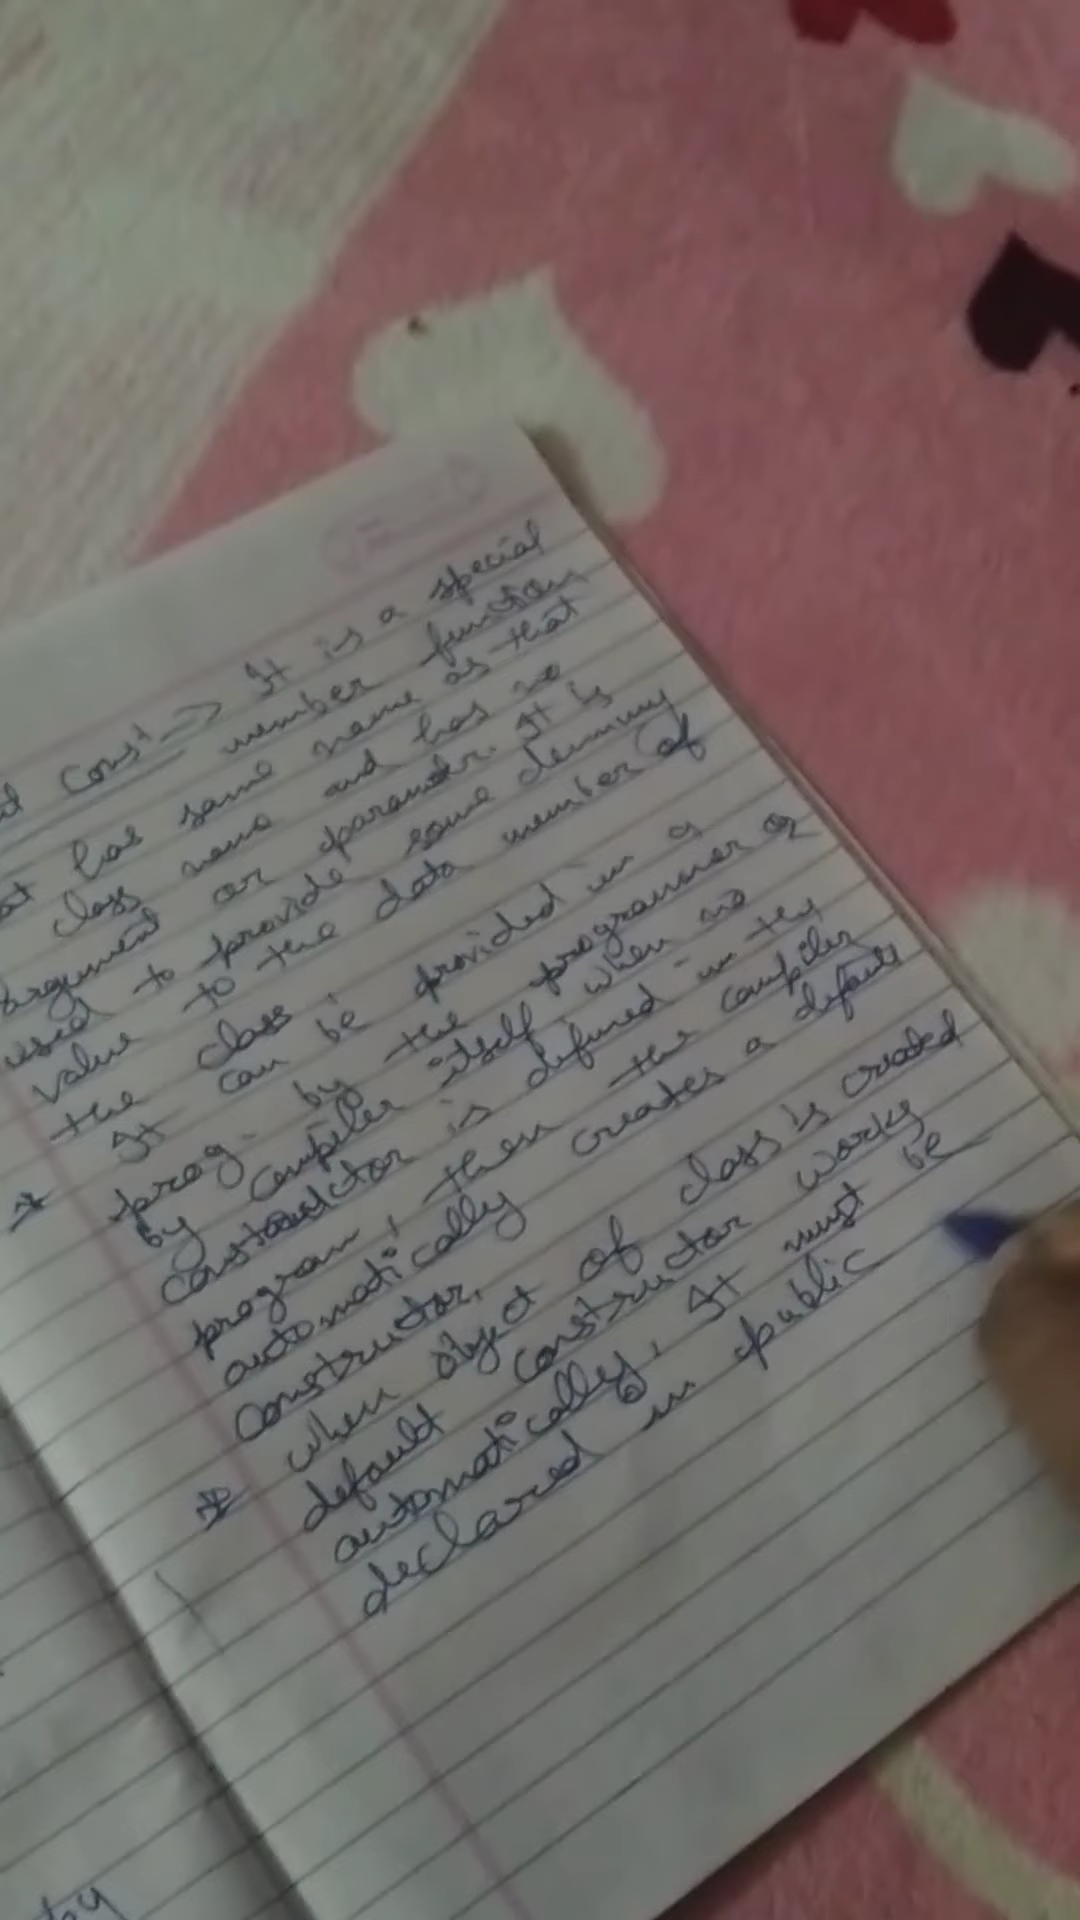 Const => It is a special
member function
has same name as that
class name and has no
argument or parameter. It is
used to provide some dummy
value to the data member of
the class.
It can be provided in a
prog. by the programmer or
by compiler itself, when no
constructor is defined in the
program, then the compiler
automatically creates a default
constructor.
When object of class is created
default constructor works
automatically, It must be
declared in public
by